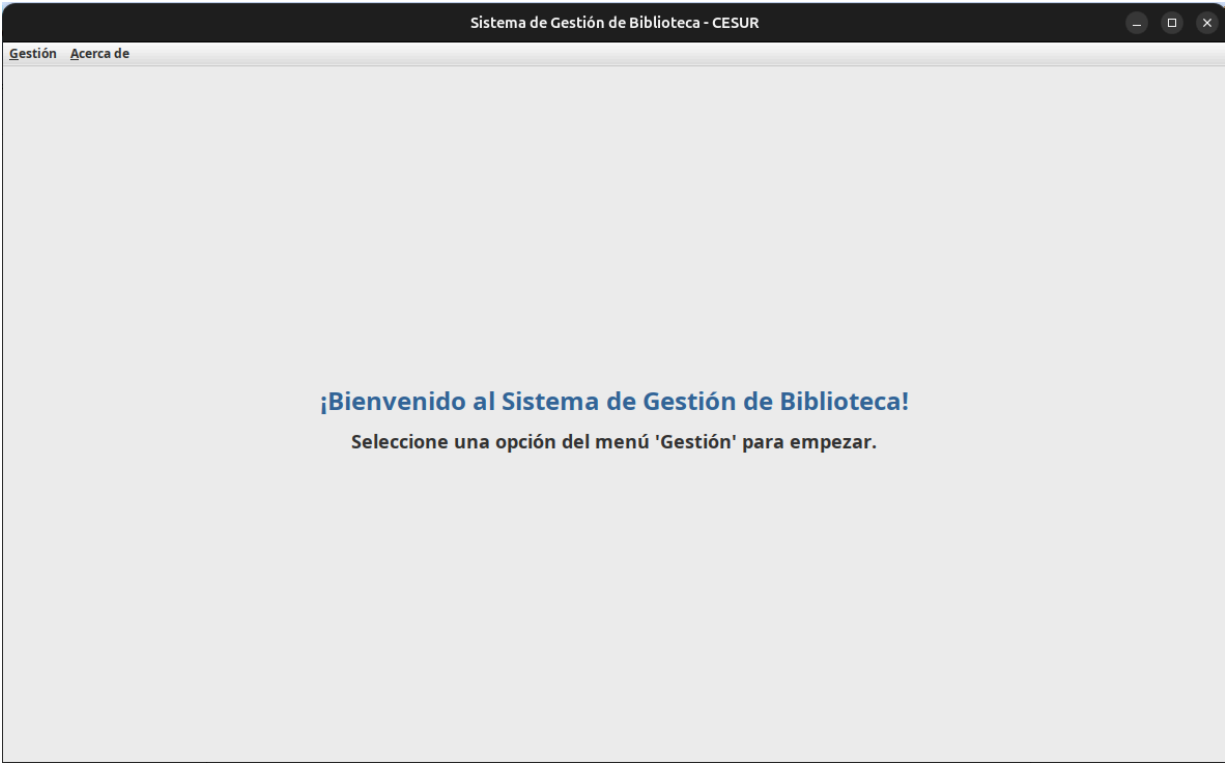 Sistema de Gestión de Biblioteca - CESUR
Gestión Acerca de
¡Bienvenido al Sistema de Gestión de Biblioteca!
Seleccione una opción del menú 'Gestión' para empezar.